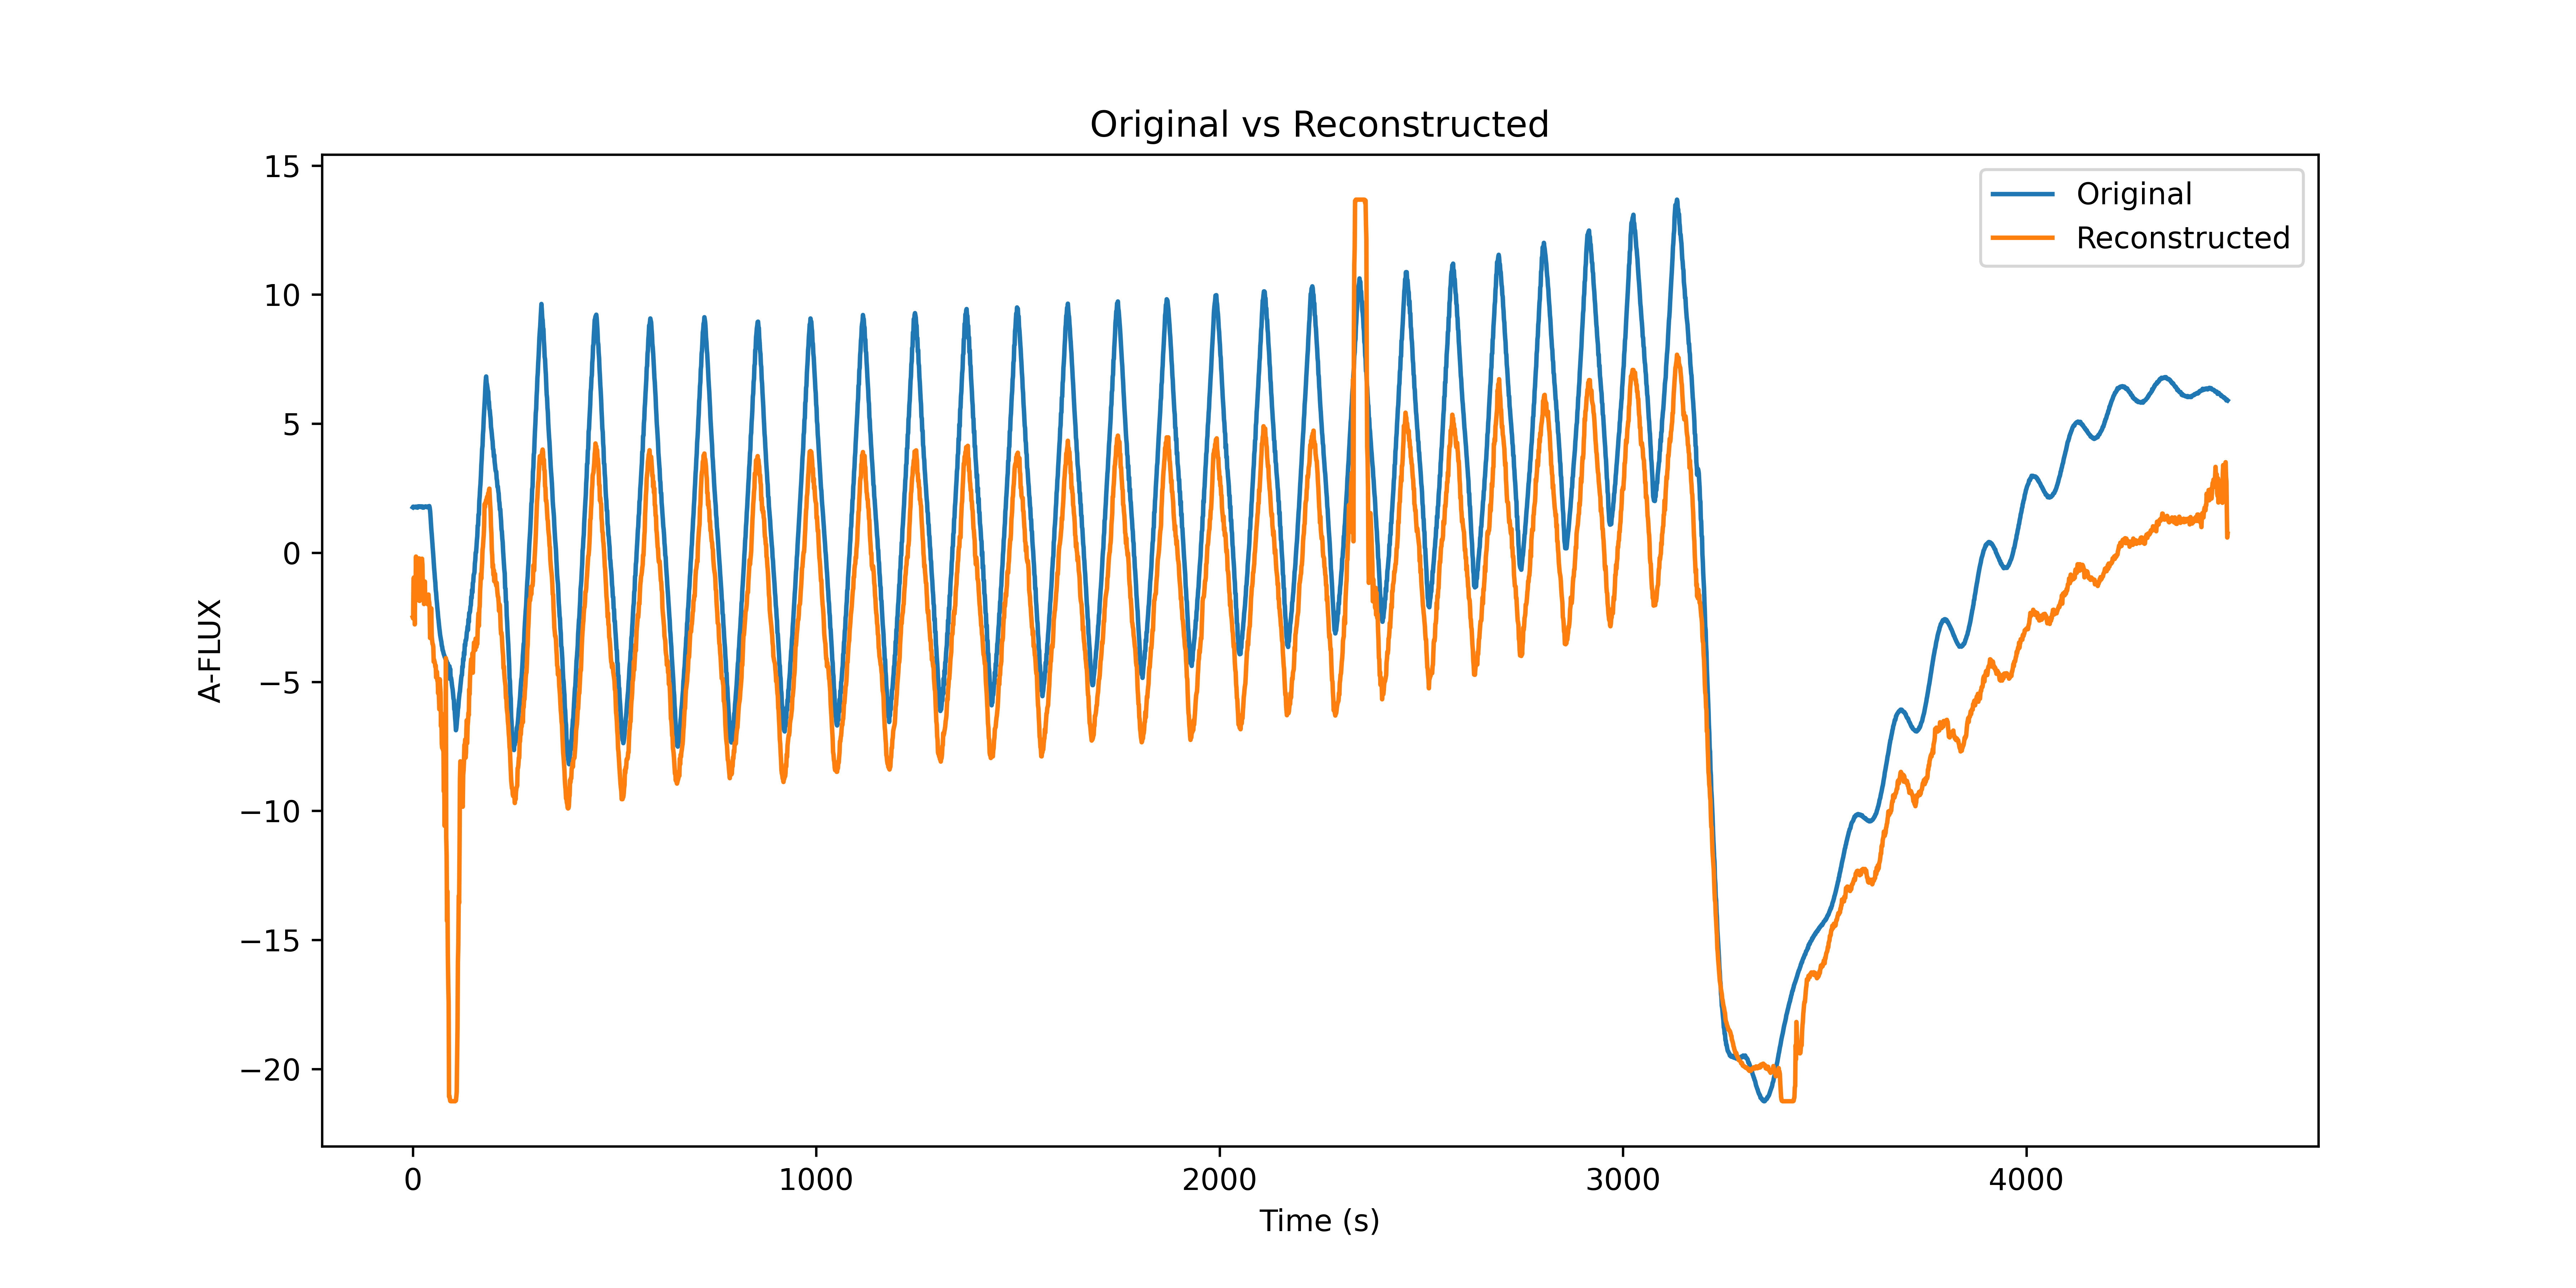 Original vs Reconstructed
Original
Reconstructed
A-FLUX
15
10
5
0
−5
−10
−15
−20
0
1000
2000
3000
4000
Time (s)